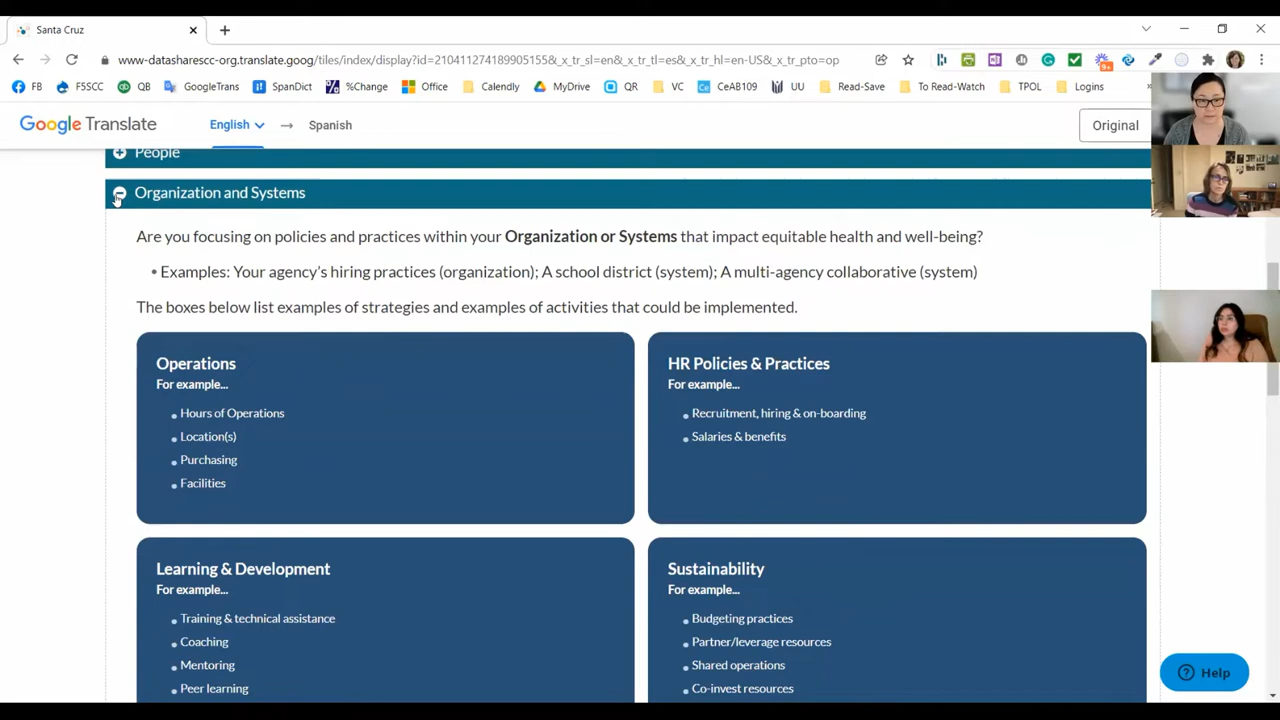 Santa Cruz
www-datasharescc-org.translate.goog/tiles/index/display?id=210411274189905155&_x_tr_sl=en&_x_tr_tl=es&_x_tr_hl=en-US&_x_tr_pto=op
FB
F5SCC
QB
GoogleTrans
SpanDict
%Change
Office
Calendly
MyDrive
QR
VC
CeAB109
UU
Read-Save
To Read-Watch
TPOL
Logins
»
9+
Google Translate
English
→
Spanish
Original
People
Organization and Systems
Are you focusing on policies and practices within your Organization or Systems that impact equitable health and well-being?
• Examples: Your agency's hiring practices (organization); A school district (system); A multi-agency collaborative (system)
The boxes below list examples of strategies and examples of activities that could be implemented.
Operations
For example...
• Hours of Operations
• Location(s)
• Purchasing
• Facilities
HR Policies & Practices
For example...
• Recruitment, hiring & on-boarding
• Salaries & benefits
Learning & Development
For example...
• Training & technical assistance
• Coaching
• Mentoring
• Peer learning
Sustainability
For example...
• Budgeting practices
• Partner/leverage resources
• Shared operations
• Co-invest resources
Help